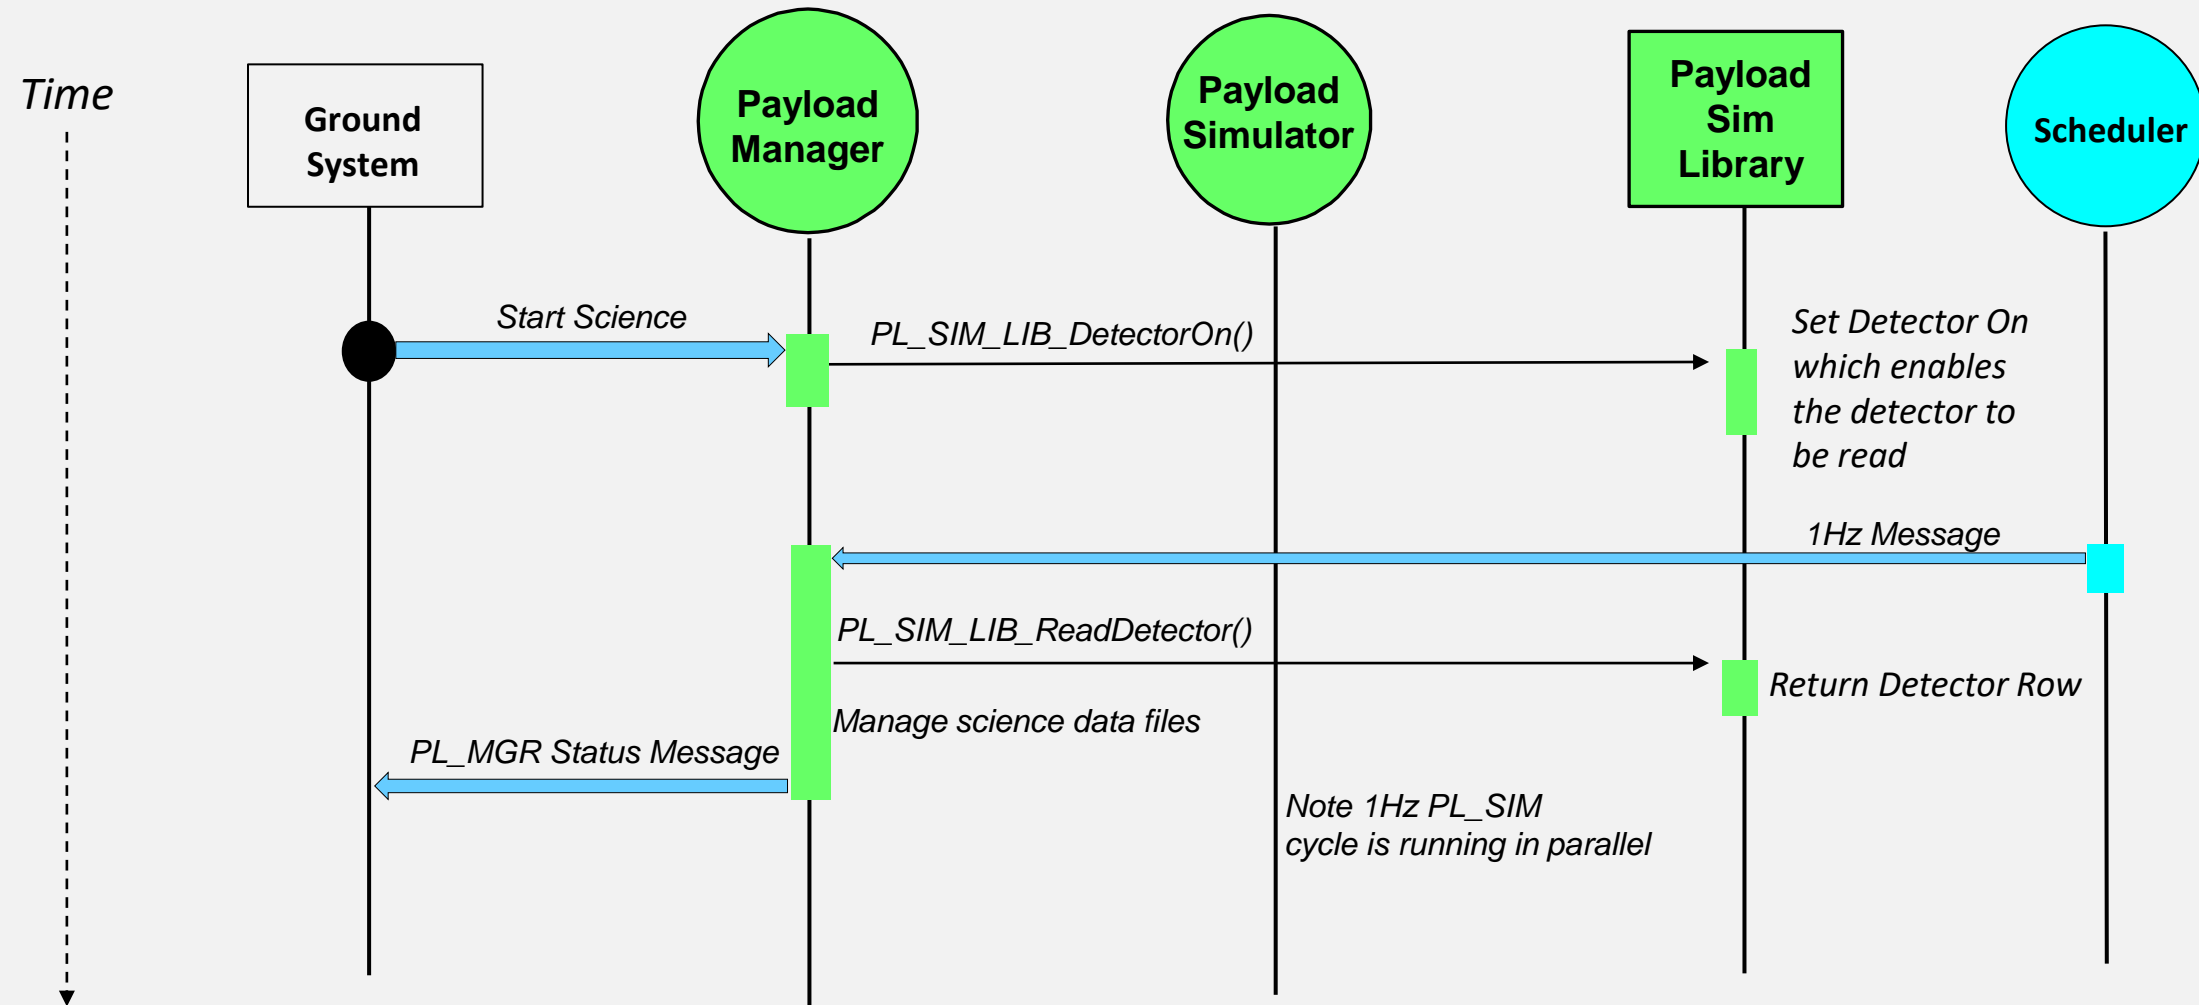 Time
Ground
System
Payload
Manager
Payload
Simulator
Payload
Sim
Library
Scheduler
Start Science
PL_SIM_LIB_DetectorOn()
Set Detector On
which enables
the detector to
be read
1Hz Message
PL_SIM_LIB_ReadDetector()
Return Detector Row
Manage science data files
PL_MGR Status Message
Note 1Hz PL_SIM
cycle is running in parallel